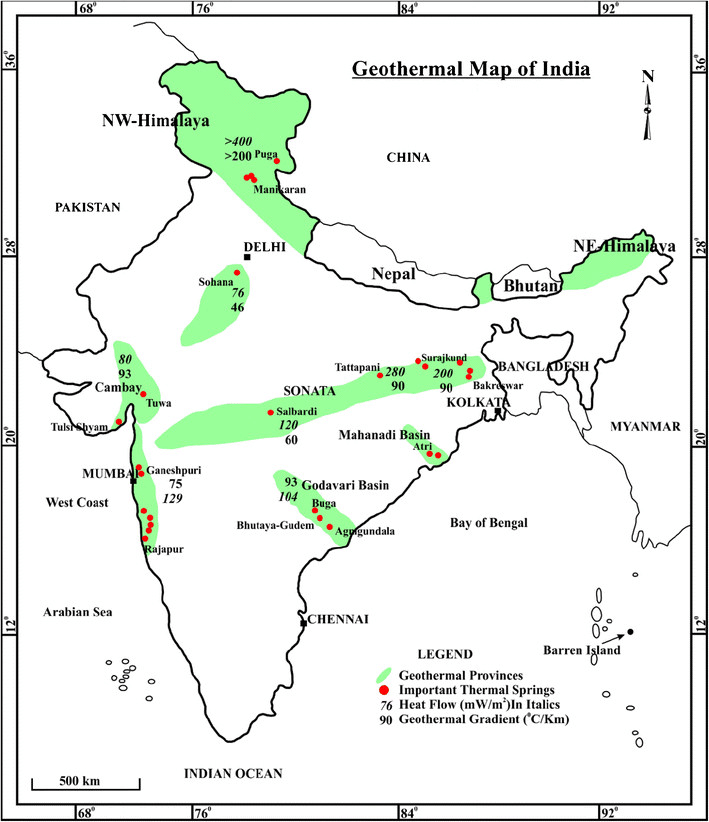 68° 76° 84° 92°
36° 36°
Geothermal Map of India
N
NW-Himalaya
>400
>200 Puga
Manikaran
CHINA
PAKISTAN
28° 28°
DELHI
NE-Himalaya
Nepal
Bhutan
Sohana
76
46
80
93
Cambay
Tuwa
Tulsi Shyam
Tattapani
280
90
Surajkund
200
90
BANGLADESH
Bakreswar
KOLKATA
SONATA
Salbardi
120
60
MYANMAR
20° 20°
Mahanadi Basin
Atri
MUMBAI
Ganeshpuri
75
129
West Coast
Rajapur
Godavari Basin
93
104
Buga
Bhutaya-Gudem
Agnigundala
Bay of Bengal
Arabian Sea
12° 12°
CHENNAI
Barren Island
LEGEND
Geothermal Provinces
Important Thermal Springs
76 Heat Flow (mW/m²)In Italics
90 Geothermal Gradient (⁰C/Km)
500 km
INDIAN OCEAN
68° 76° 84° 92°